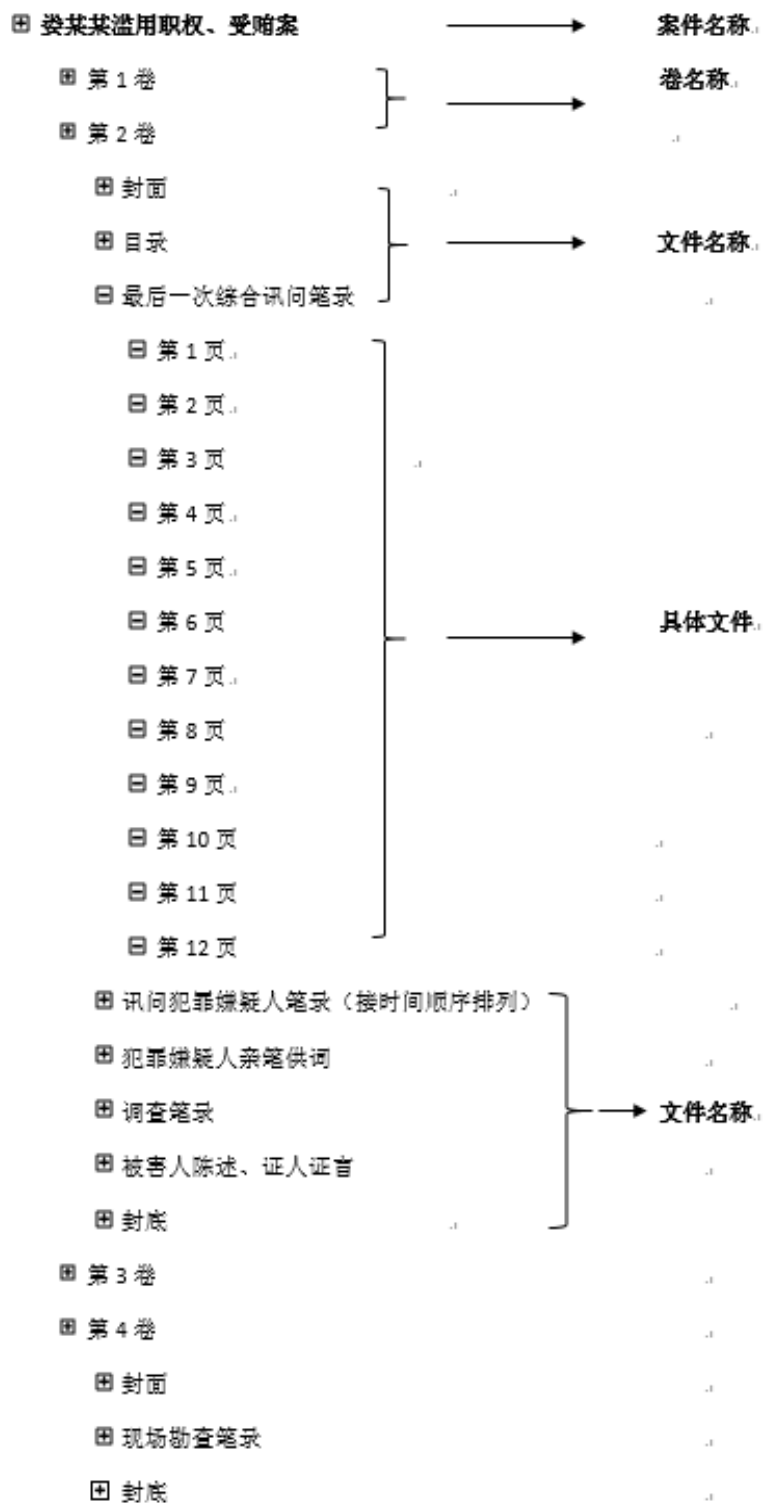 娄某某滥用职权、受贿案 案件名称
第1卷 卷名称
第2卷
封面
目录 文件名称
最后一次综合讯问笔录
第1页
第2页
第3页
第4页
第5页
第6页 具体文件
第7页
第8页
第9页
第10页
第11页
第12页
讯问犯罪嫌疑人笔录（按时间顺序排列）
犯罪嫌疑人亲笔供词
调查笔录 文件名称
被害人陈述、证人证言
封底
第3卷
第4卷
封面
现场勘查笔录
封底